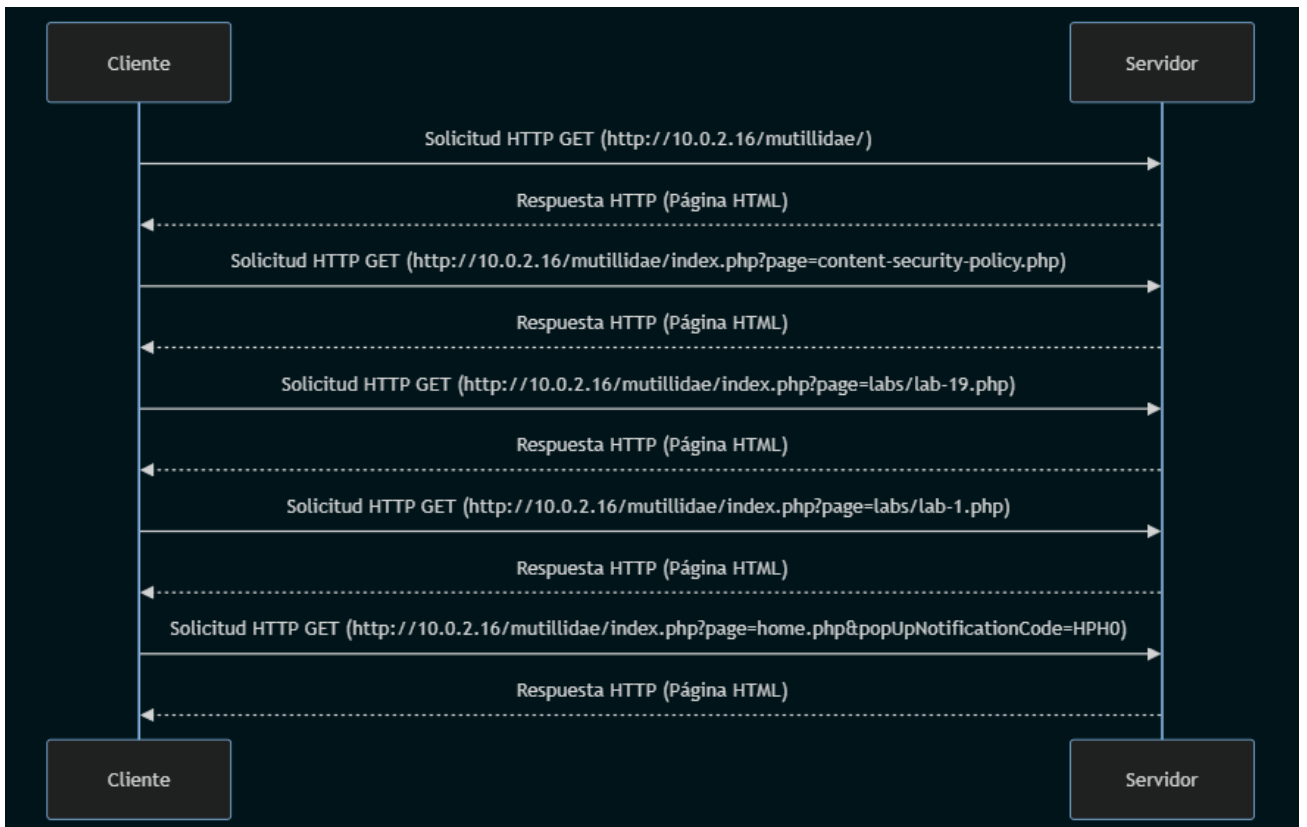 Cliente
Servidor
Solicitud HTTP GET (http://10.0.2.16/mutillidae/)
Respuesta HTTP (Página HTML)
Solicitud HTTP GET (http://10.0.2.16/mutillidae/index.php?page=content-security-policy.php)
Respuesta HTTP (Página HTML)
Solicitud HTTP GET (http://10.0.2.16/mutillidae/index.php?page=labs/lab-19.php)
Respuesta HTTP (Página HTML)
Solicitud HTTP GET (http://10.0.2.16/mutillidae/index.php?page=labs/lab-1.php)
Respuesta HTTP (Página HTML)
Solicitud HTTP GET (http://10.0.2.16/mutillidae/index.php?page=home.php&popUpNotificationCode=HPH0)
Respuesta HTTP (Página HTML)
Cliente
Servidor